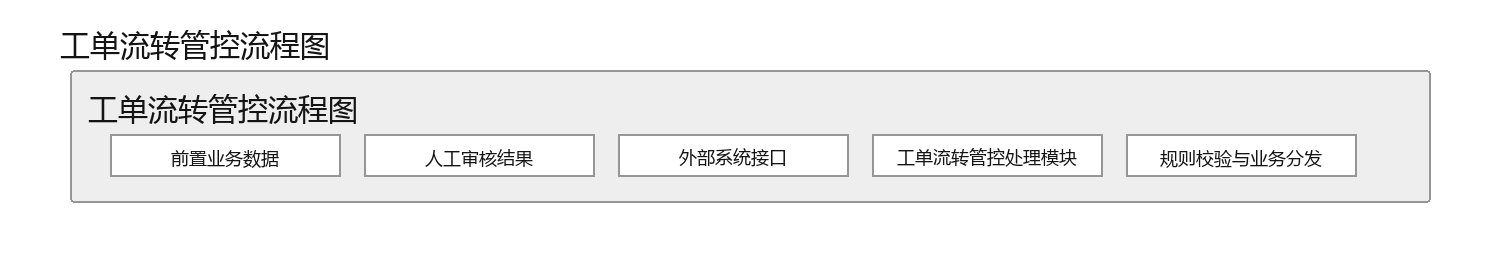 工单流转管控流程图
工单流转管控流程图
前置业务数据
人工审核结果
外部系统接口
工单流转管控处理模块
规则校验与业务分发